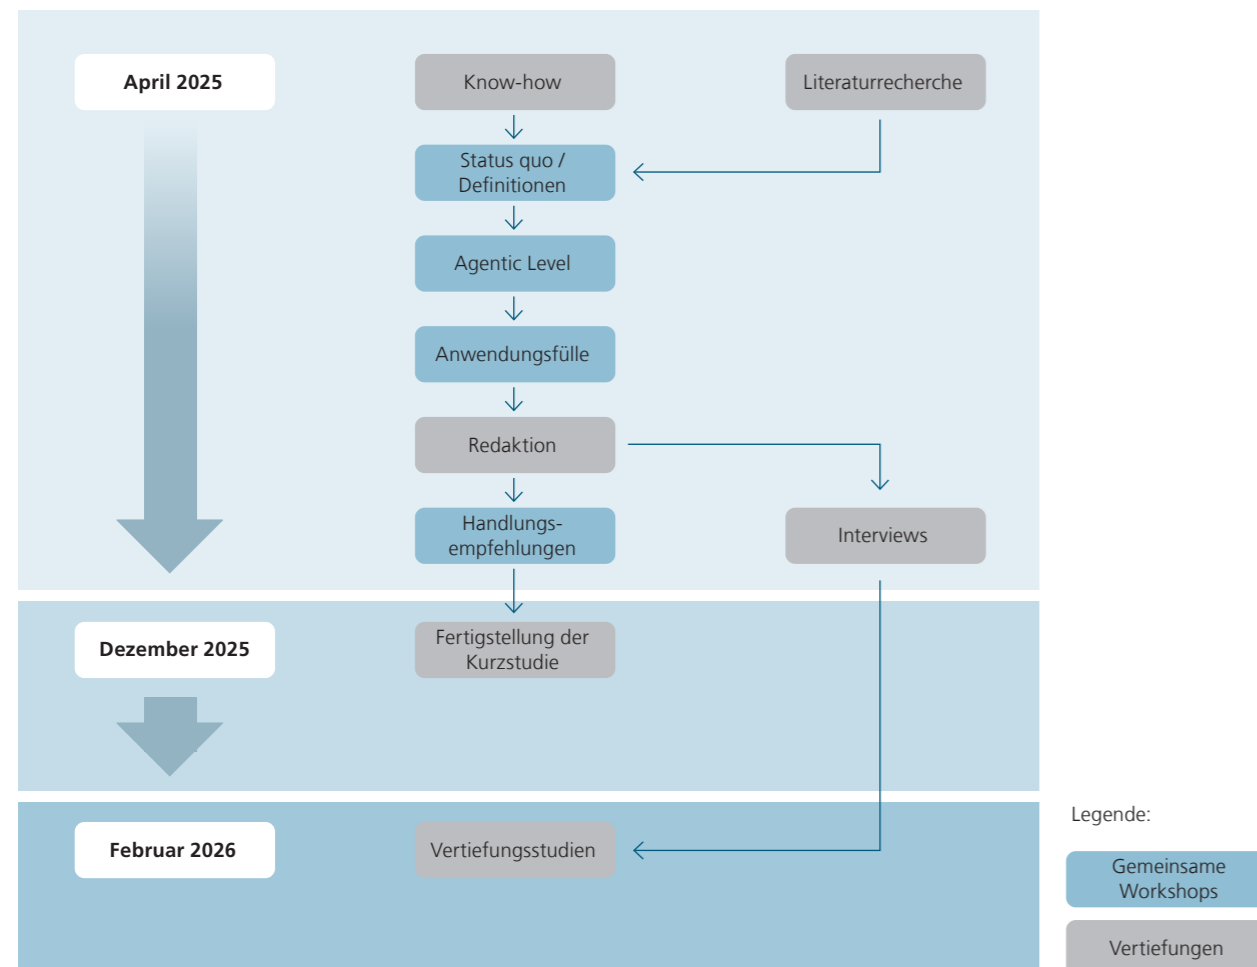 April 2025
Know-how
Literaturrecherche
Status quo /
Definitionen
Agentic Level
Anwendungsfülle
Redaktion
Handlungs-
empfehlungen
Interviews
Dezember 2025
Fertigstellung der
Kurzstudie
Februar 2026
Vertiefungsstudien
Legende:
Gemeinsame
Workshops
Vertiefungen